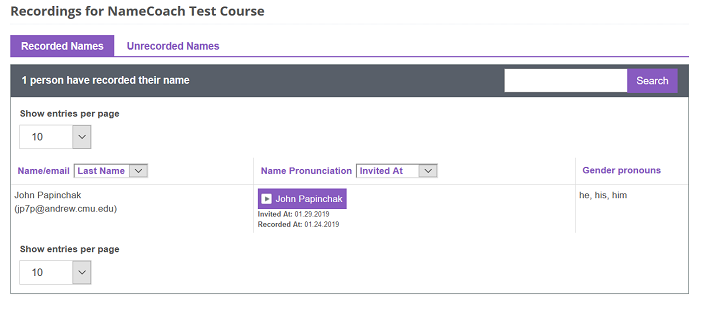 Recordings for NameCoach Test Course
Recorded Names Unrecorded Names
1 person have recorded their name Search
Show entries per page
10
Name/email Last Name Name Pronunciation Invited At Gender pronouns
John Papinchak John Papinchak he, his, him
(jp7p@andrew.cmu.edu) Invited At: 01.29.2019
Recorded At: 01.24.2019
Show entries per page
10